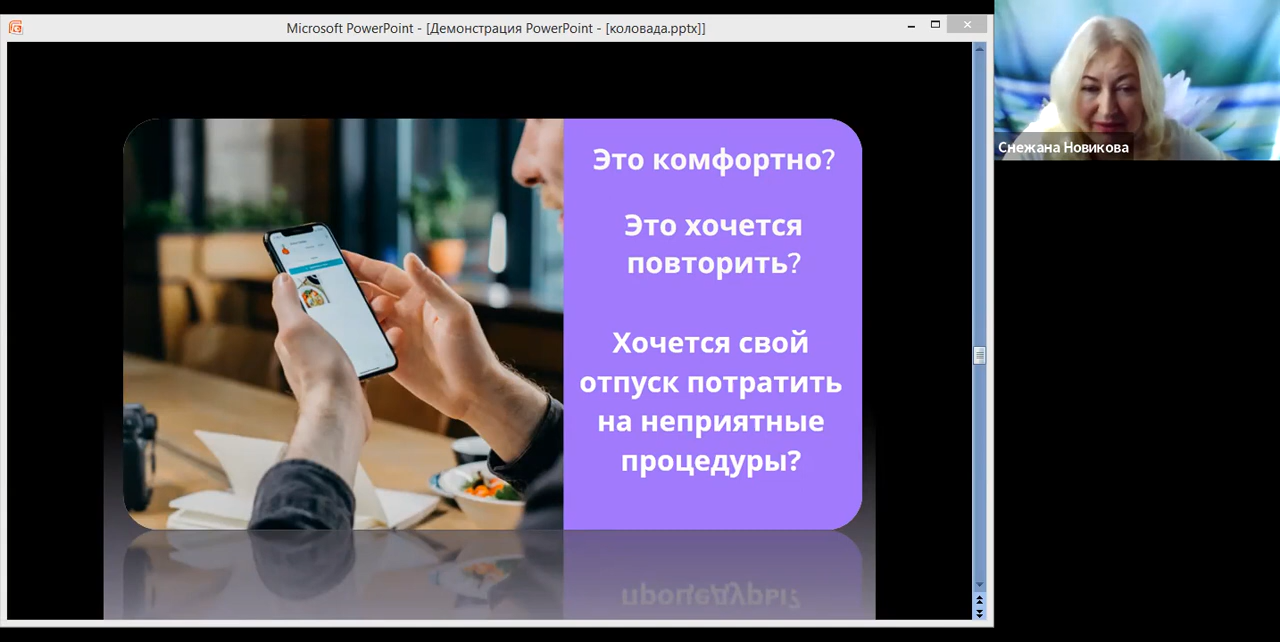 Microsoft PowerPoint - [Демонстрация PowerPoint - [коловада.pptx]]
Снежана Новикова
Это комфортно?
Это хочется
повторить?
Хочется свой
отпуск потратить
на неприятные
процедуры?
процедуры?